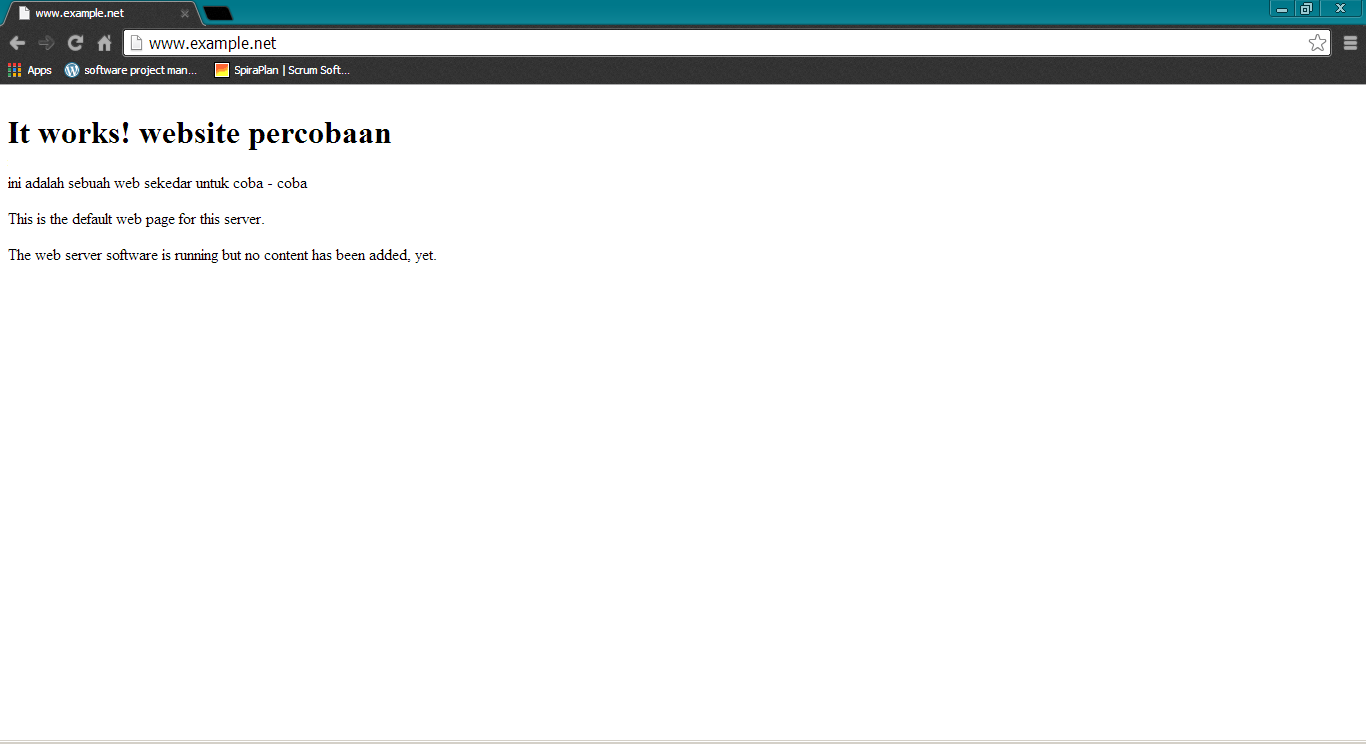 www.example.net
www.example.net
Apps software project man... SpiraPlan | Scrum Soft...
It works! website percobaan
ini adalah sebuah web sekedar untuk coba - coba
This is the default web page for this server.
The web server software is running but no content has been added, yet.